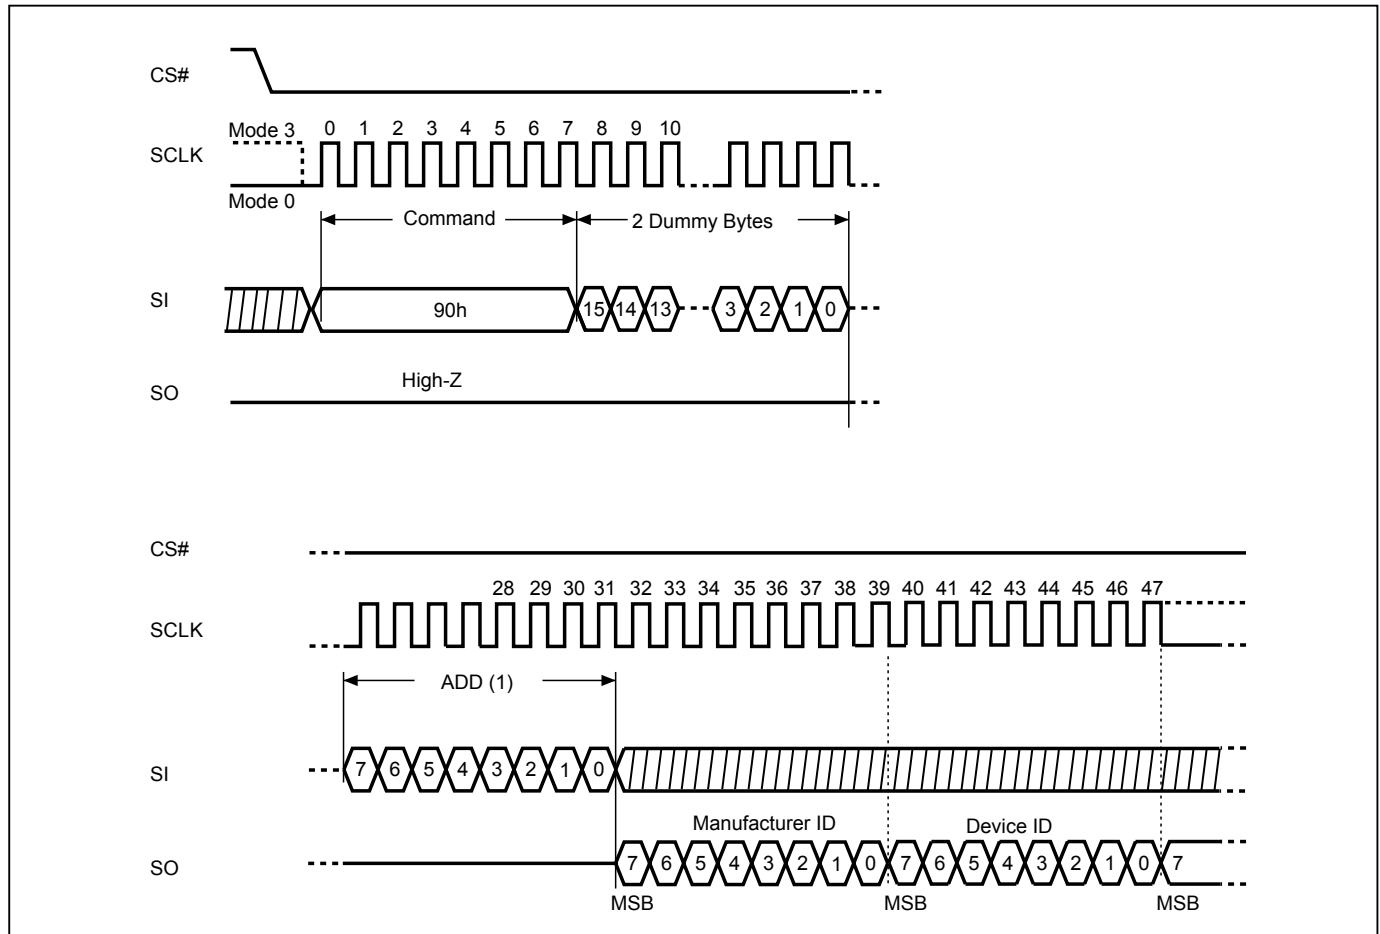 CS#
Mode 3 0 1 2 3 4 5 6 7 8 9 10
SCLK
Mode 0
Command 2 Dummy Bytes
SI 90h 15 14 13 3 2 1 0
High-Z
SO
CS#
28 29 30 31 32 33 34 35 36 37 38 39 40 41 42 43 44 45 46 47
SCLK
ADD (1)
SI 7 6 5 4 3 2 1 0
Manufacturer ID Device ID
SO 7 6 5 4 3 2 1 0 7 6 5 4 3 2 1 0 7
MSB MSB MSB